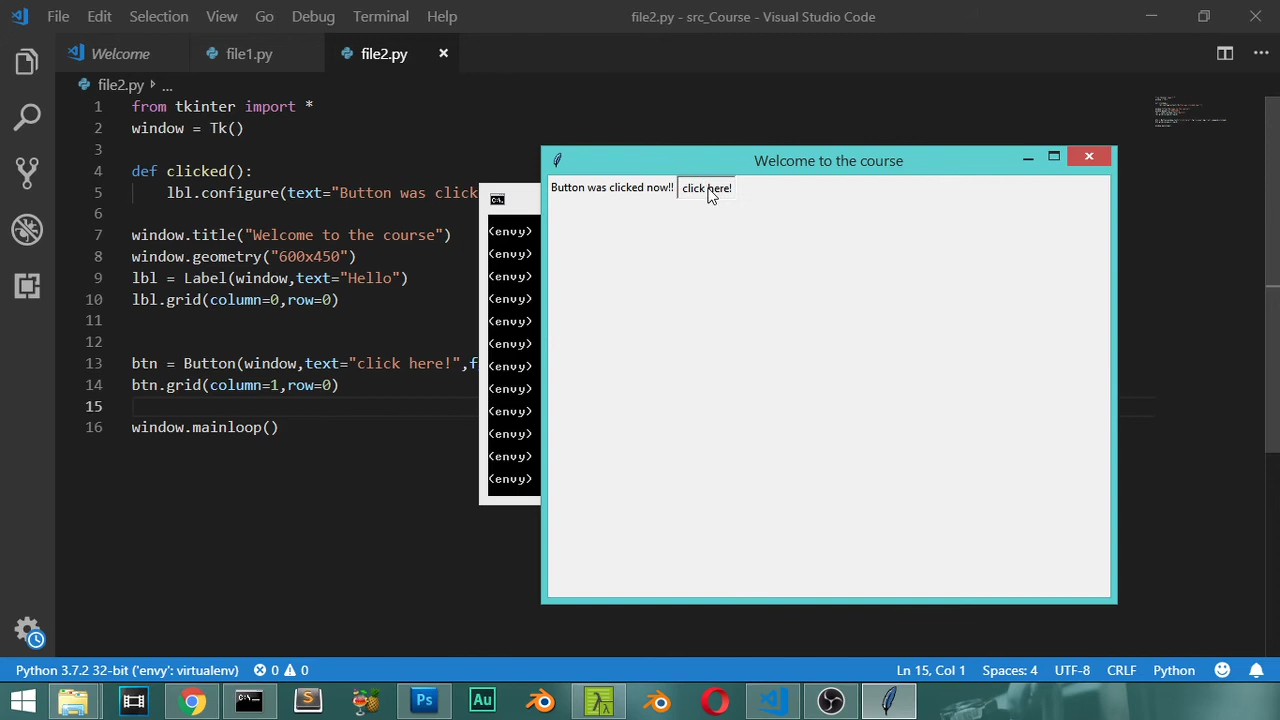 File Edit Selection View Go Debug Terminal Help file2.py - src_Course - Visual Studio Code
Welcome file1.py file2.py
file2.py ...
1 from tkinter import *
2 window = Tk()
3
4 def clicked():
5 lbl.configure(text="Button was click
6
7 window.title("Welcome to the course")
8 window.geometry("600x450")
9 lbl = Label(window,text="Hello")
10 lbl.grid(column=0,row=0)
11
12
13 btn = Button(window,text="click here!",f
14 btn.grid(column=1,row=0)
15
16 window.mainloop()
(envy)
(envy)
(envy)
(envy)
(envy)
(envy)
(envy)
(envy)
(envy)
(envy)
(envy)
(envy)
Welcome to the course
Button was clicked now!! click here!
Python 3.7.2 32-bit ('envy': virtualenv) 0 0 Ln 15, Col 1 Spaces: 4 UTF-8 CRLF Python
Ps Au